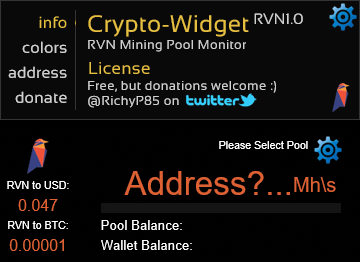 info
colors
address
donate
Crypto-Widget RVN1.0
RVN Mining Pool Monitor
License
Free, but donations welcome :)
@RichyP85 on twitter
Please Select Pool
RVN to USD:
0.047
RVN to BTC:
0.00001
Address?...Mh\s
Pool Balance:
Wallet Balance: